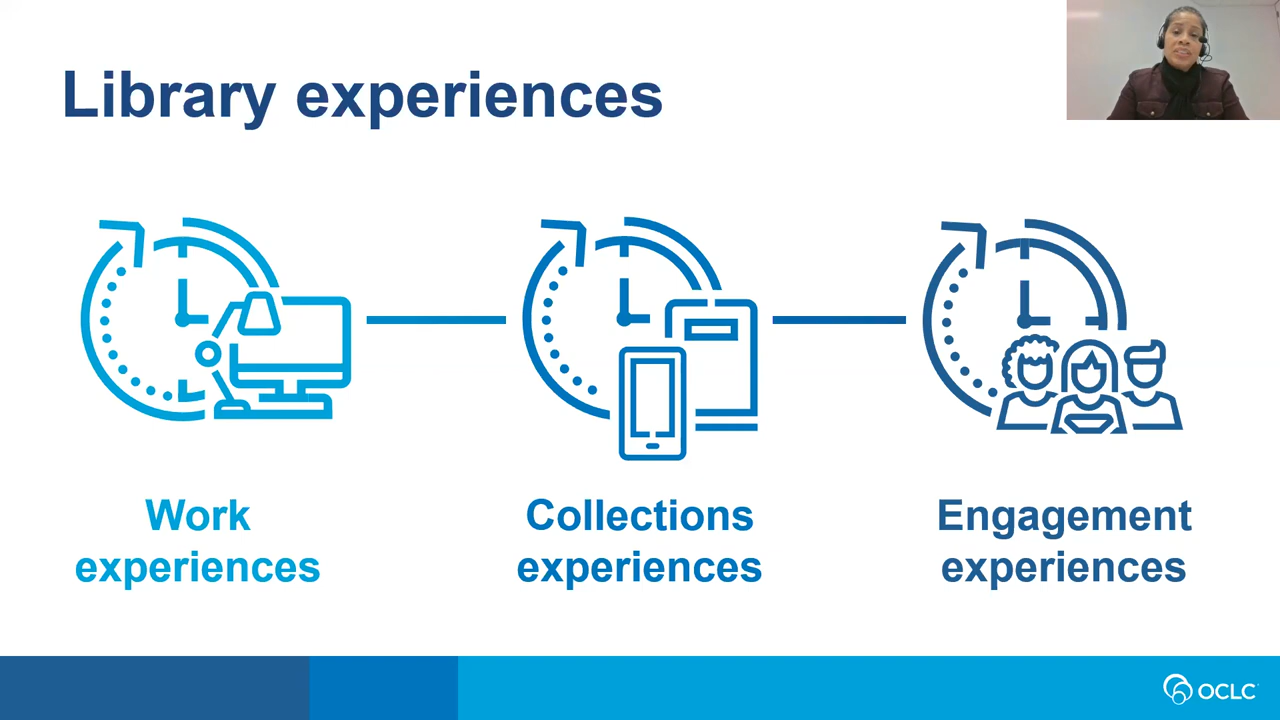 Library experiences
Work
experiences
Collections
experiences
Engagement
experiences
OCLC